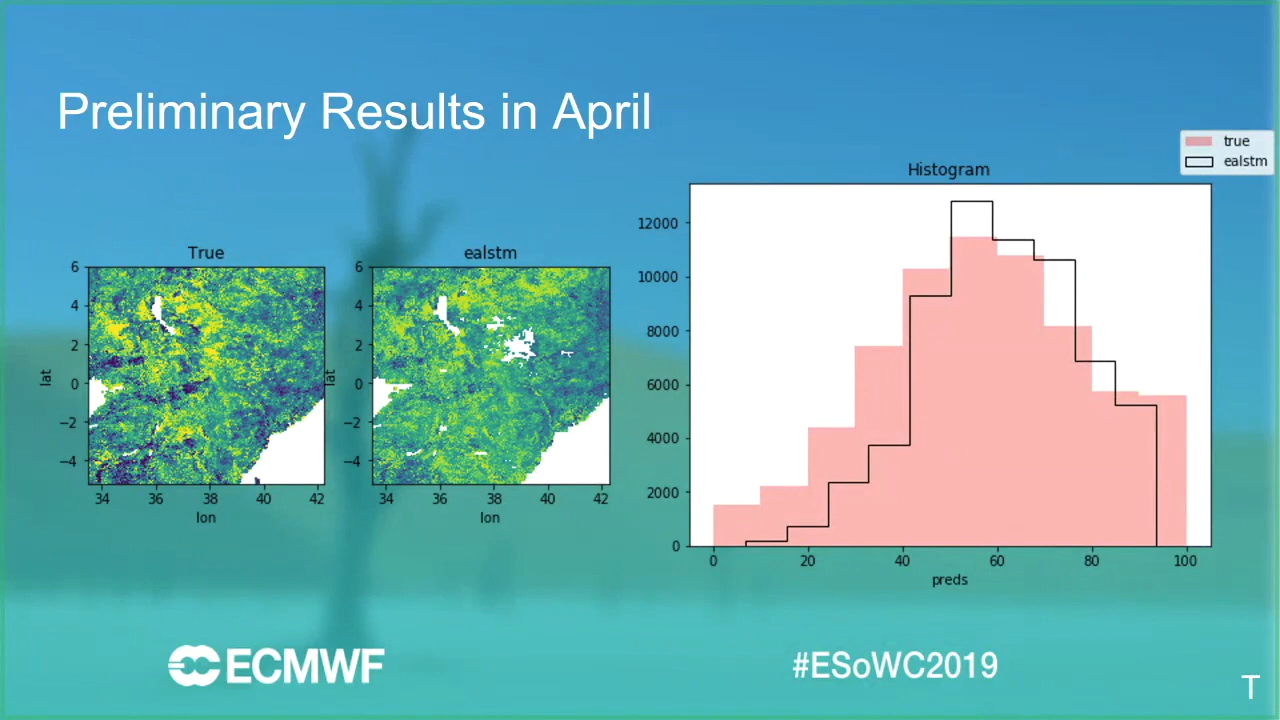 Preliminary Results in April
true
ealstm
Histogram
12000
10000
8000
6000
4000
2000
0
0 20 40 60 80 100
preds
True
6
4
2
0
−2
−4
lat
34 36 38 40 42
lon
ealstm
6
4
2
0
−2
−4
lat
34 36 38 40 42
lon
ECMWF
#ESoWC2019
T